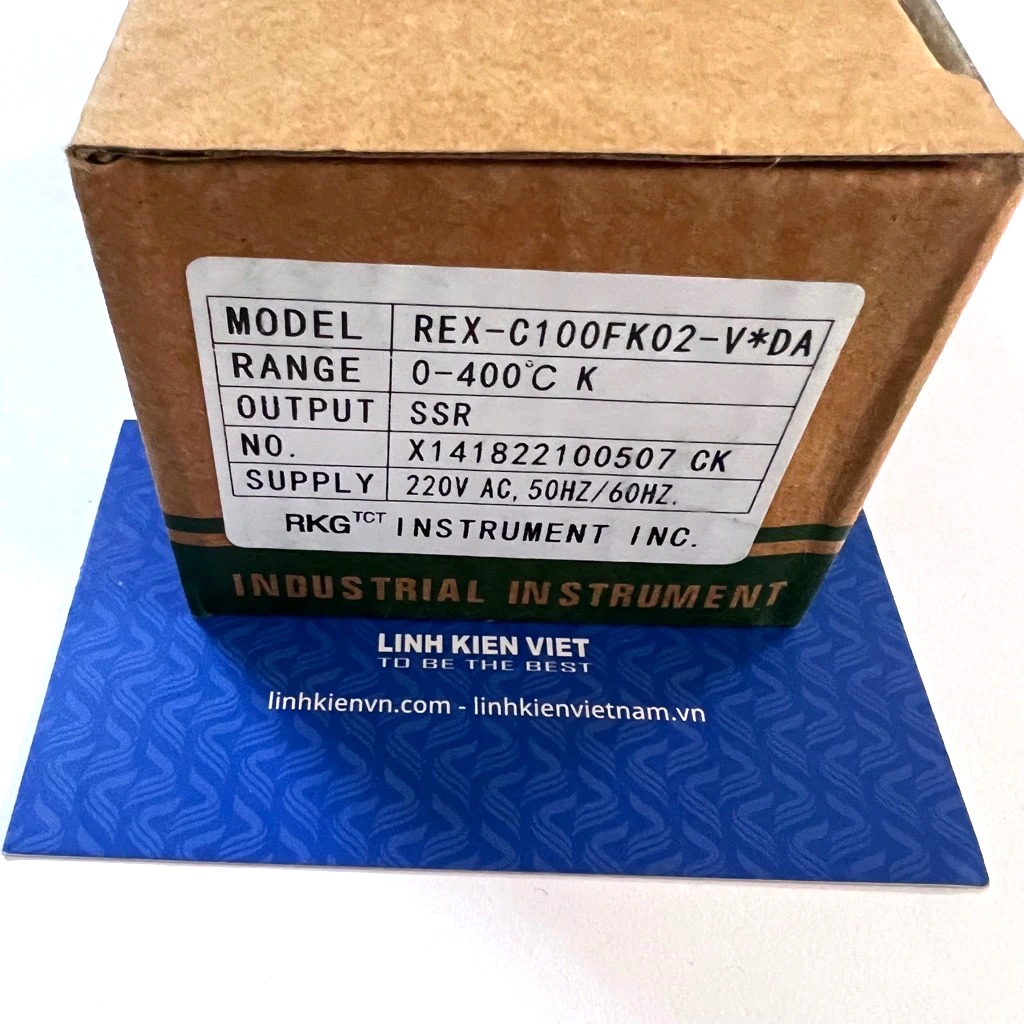 MODEL REX-C100FK02-V*DA
RANGE 0-400℃ K
OUTPUT SSR
NO. X141822100507 CK
SUPPLY 220V AC, 50HZ/60HZ.
RKG TCT INSTRUMENT INC.
INDUSTRIAL INSTRUMENT
LINH KIEN VIET
TO BE THE BEST
linhkienvn.com - linhkienvietnam.vn